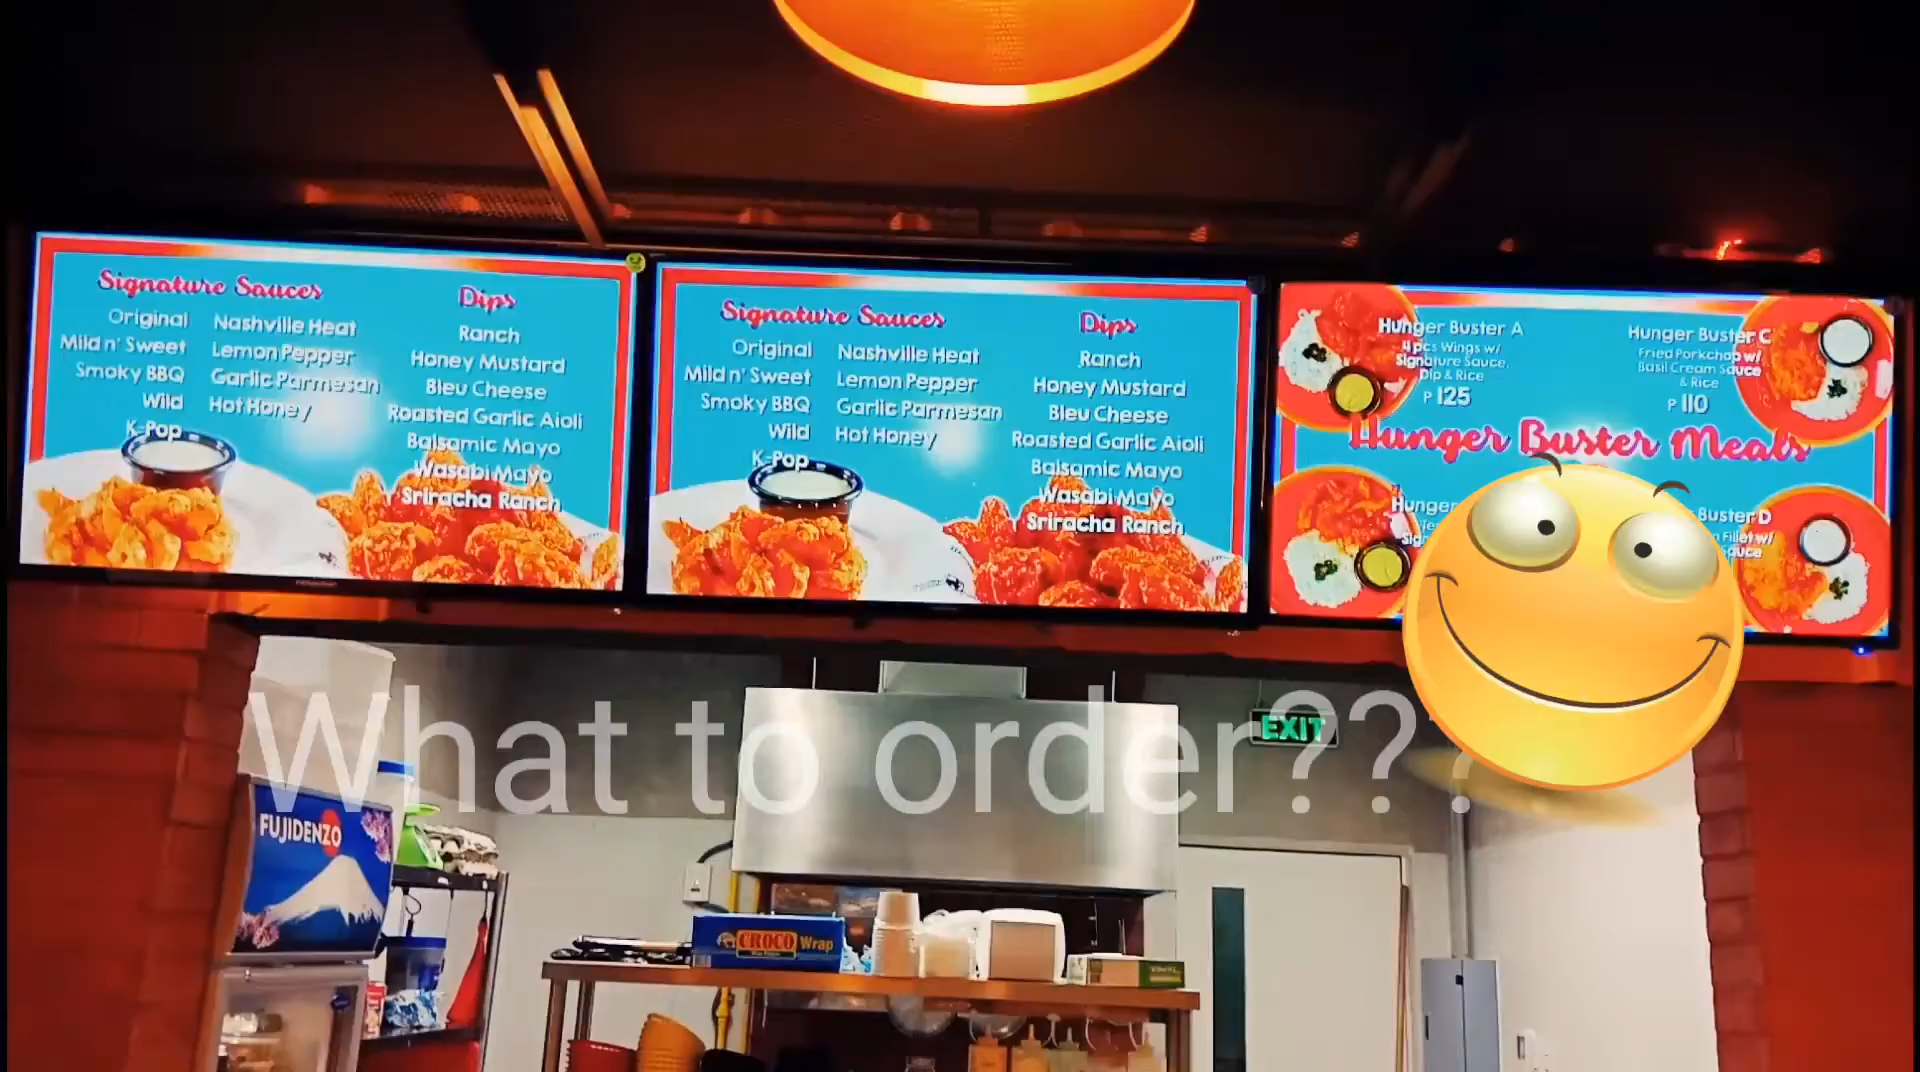 Signature Sauces
Original
Mild n' Sweet
Smoky BBQ
Wild
K-Pop
Nashville Heat
Lemon Pepper
Garlic Parmesan
Hot Honey
Dips
Ranch
Honey Mustard
Bleu Cheese
Roasted Garlic Aioli
Balsamic Mayo
Wasabi Mayo
Sriracha Ranch
Signature Sauces
Original
Mild n' Sweet
Smoky BBQ
Wild
K-Pop
Nashville Heat
Lemon Pepper
Garlic Parmesan
Hot Honey
Dips
Ranch
Honey Mustard
Bleu Cheese
Roasted Garlic Aioli
Balsamic Mayo
Wasabi Mayo
Sriracha Ranch
Hunger Buster A
4 pcs Wings w/
Signature Sauce,
Dip & Rice
P 125
Hunger Buster C
Fried Porkchop w/
Basil Cream Sauce
& Rice
P 110
Hunger Buster Meals
Hunger
Buster D
Fillet w/
Sauce
What to order???
EXIT
FUJIDENZO
CROCO Wrap